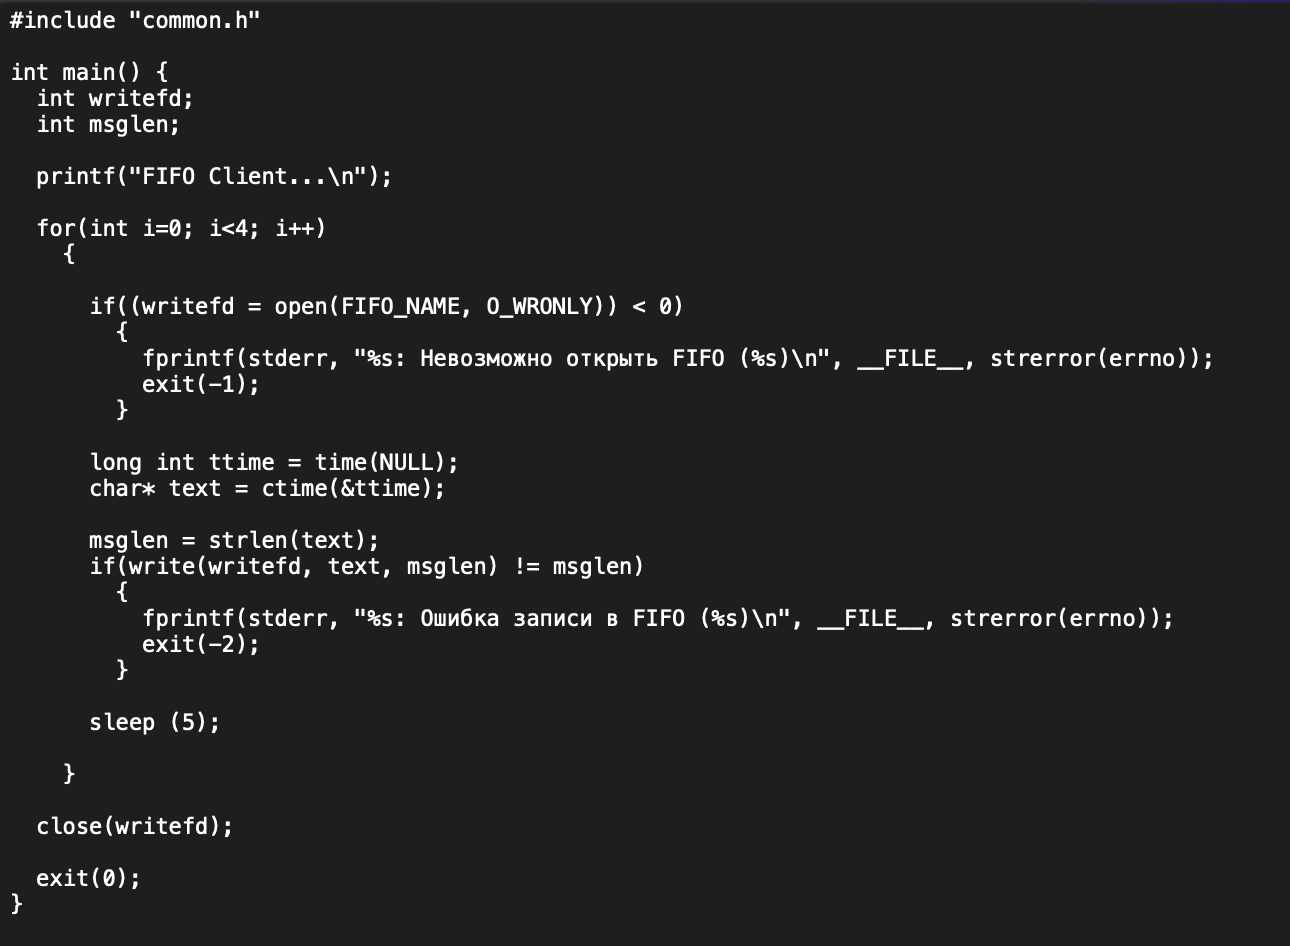 #include "common.h"
int main() {
int writefd;
int msglen;
printf("FIFO Client...\n");
for(int i=0; i<4; i++)
{
if((writefd = open(FIFO_NAME, O_WRONLY)) < 0)
{
fprintf(stderr, "%s: Невозможно открыть FIFO (%s)\n", __FILE__, strerror(errno));
exit(-1);
}
long int ttime = time(NULL);
char* text = ctime(&ttime);
msglen = strlen(text);
if(write(writefd, text, msglen) != msglen)
{
fprintf(stderr, "%s: Ошибка записи в FIFO (%s)\n", __FILE__, strerror(errno));
exit(-2);
}
sleep (5);
}
close(writefd);
exit(0);
}